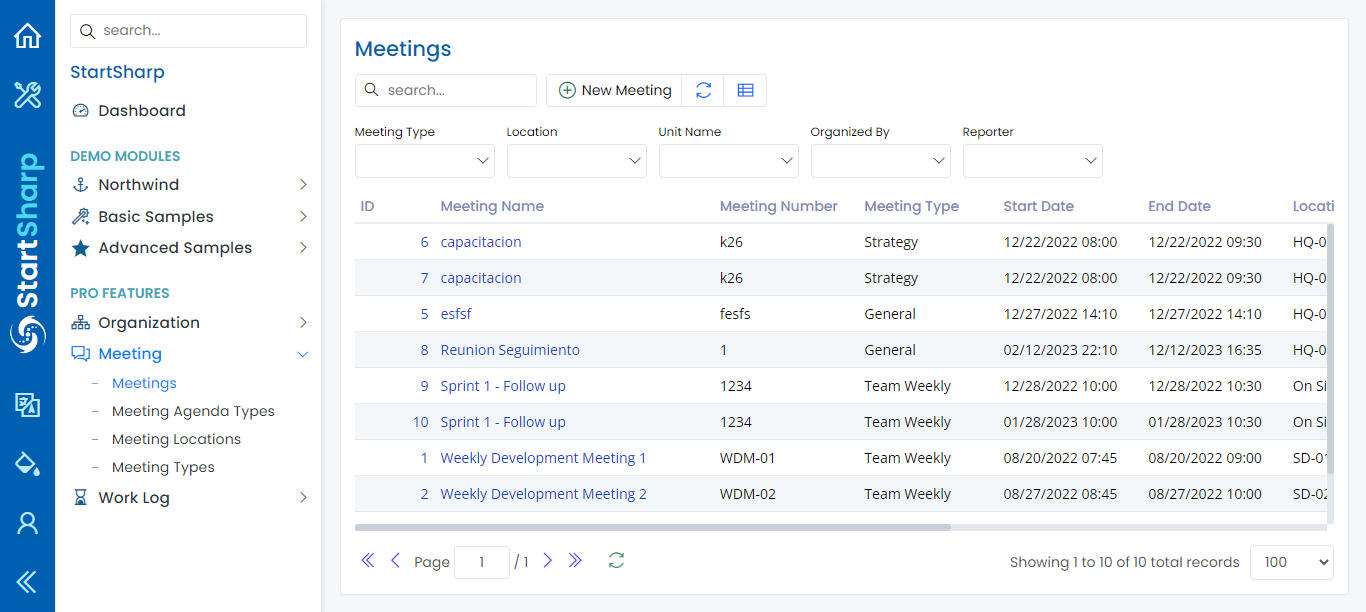 StartSharp
search...
StartSharp
Dashboard
DEMO MODULES
Northwind
Basic Samples
Advanced Samples
PRO FEATURES
Organization
Meeting
Meetings
Meeting Agenda Types
Meeting Locations
Meeting Types
Work Log
Meetings
search... New Meeting
Meeting Type Location Unit Name Organized By Reporter
ID Meeting Name Meeting Number Meeting Type Start Date End Date Locati
6 capacitacion k26 Strategy 12/22/2022 08:00 12/22/2022 09:30 HQ-0
7 capacitacion k26 Strategy 12/22/2022 08:00 12/22/2022 09:30 HQ-0
5 esfsf fesfs General 12/27/2022 14:10 12/27/2022 14:10 HQ-0
8 Reunion Seguimiento 1 General 02/12/2023 22:10 12/12/2023 16:35 HQ-0
9 Sprint 1 - Follow up 1234 Team Weekly 12/28/2022 10:00 12/28/2022 10:30 On Si
10 Sprint 1 - Follow up 1234 Team Weekly 01/28/2023 10:00 01/28/2023 10:30 On Si
1 Weekly Development Meeting 1 WDM-01 Team Weekly 08/20/2022 07:45 08/20/2022 09:00 SD-01
2 Weekly Development Meeting 2 WDM-02 Team Weekly 08/27/2022 08:45 08/27/2022 10:00 SD-02
Page 1 / 1 Showing 1 to 10 of 10 total records 100